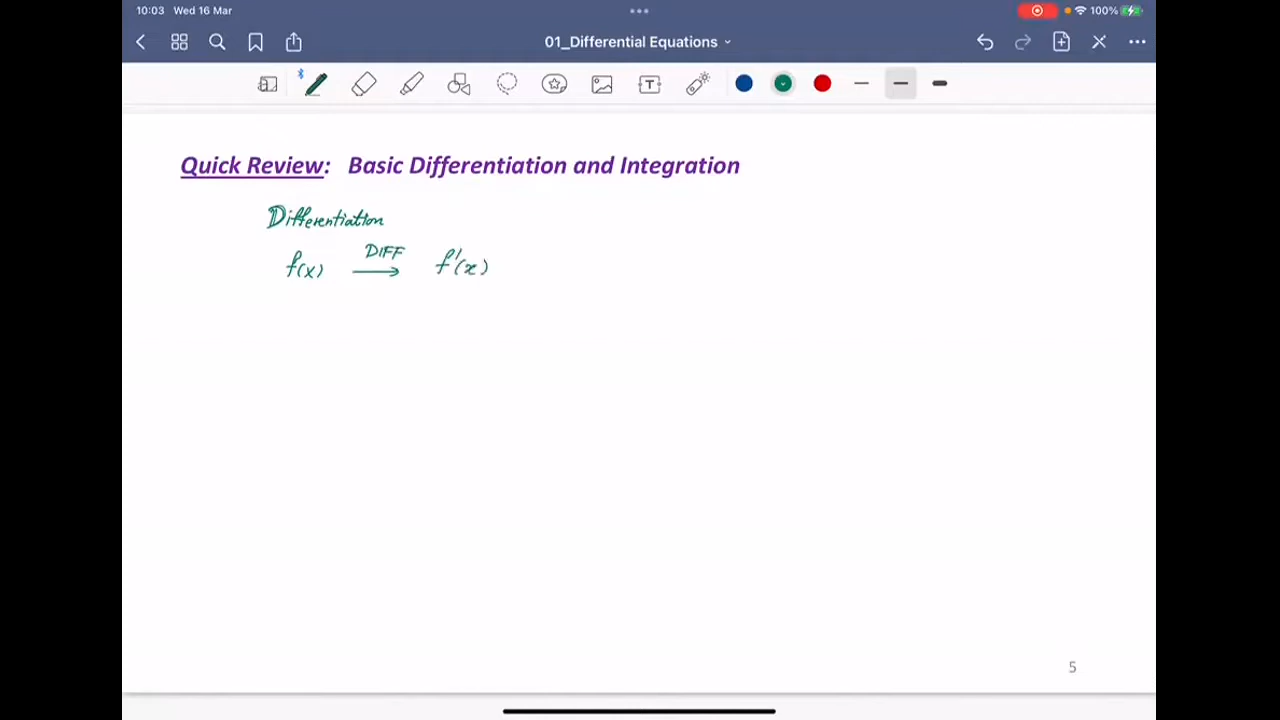 10:03 Wed 16 Mar
100%
01_Differential Equations
T
Quick Review: Basic Differentiation and Integration
Differentiation
f(x) DIFF → f'(x)
5